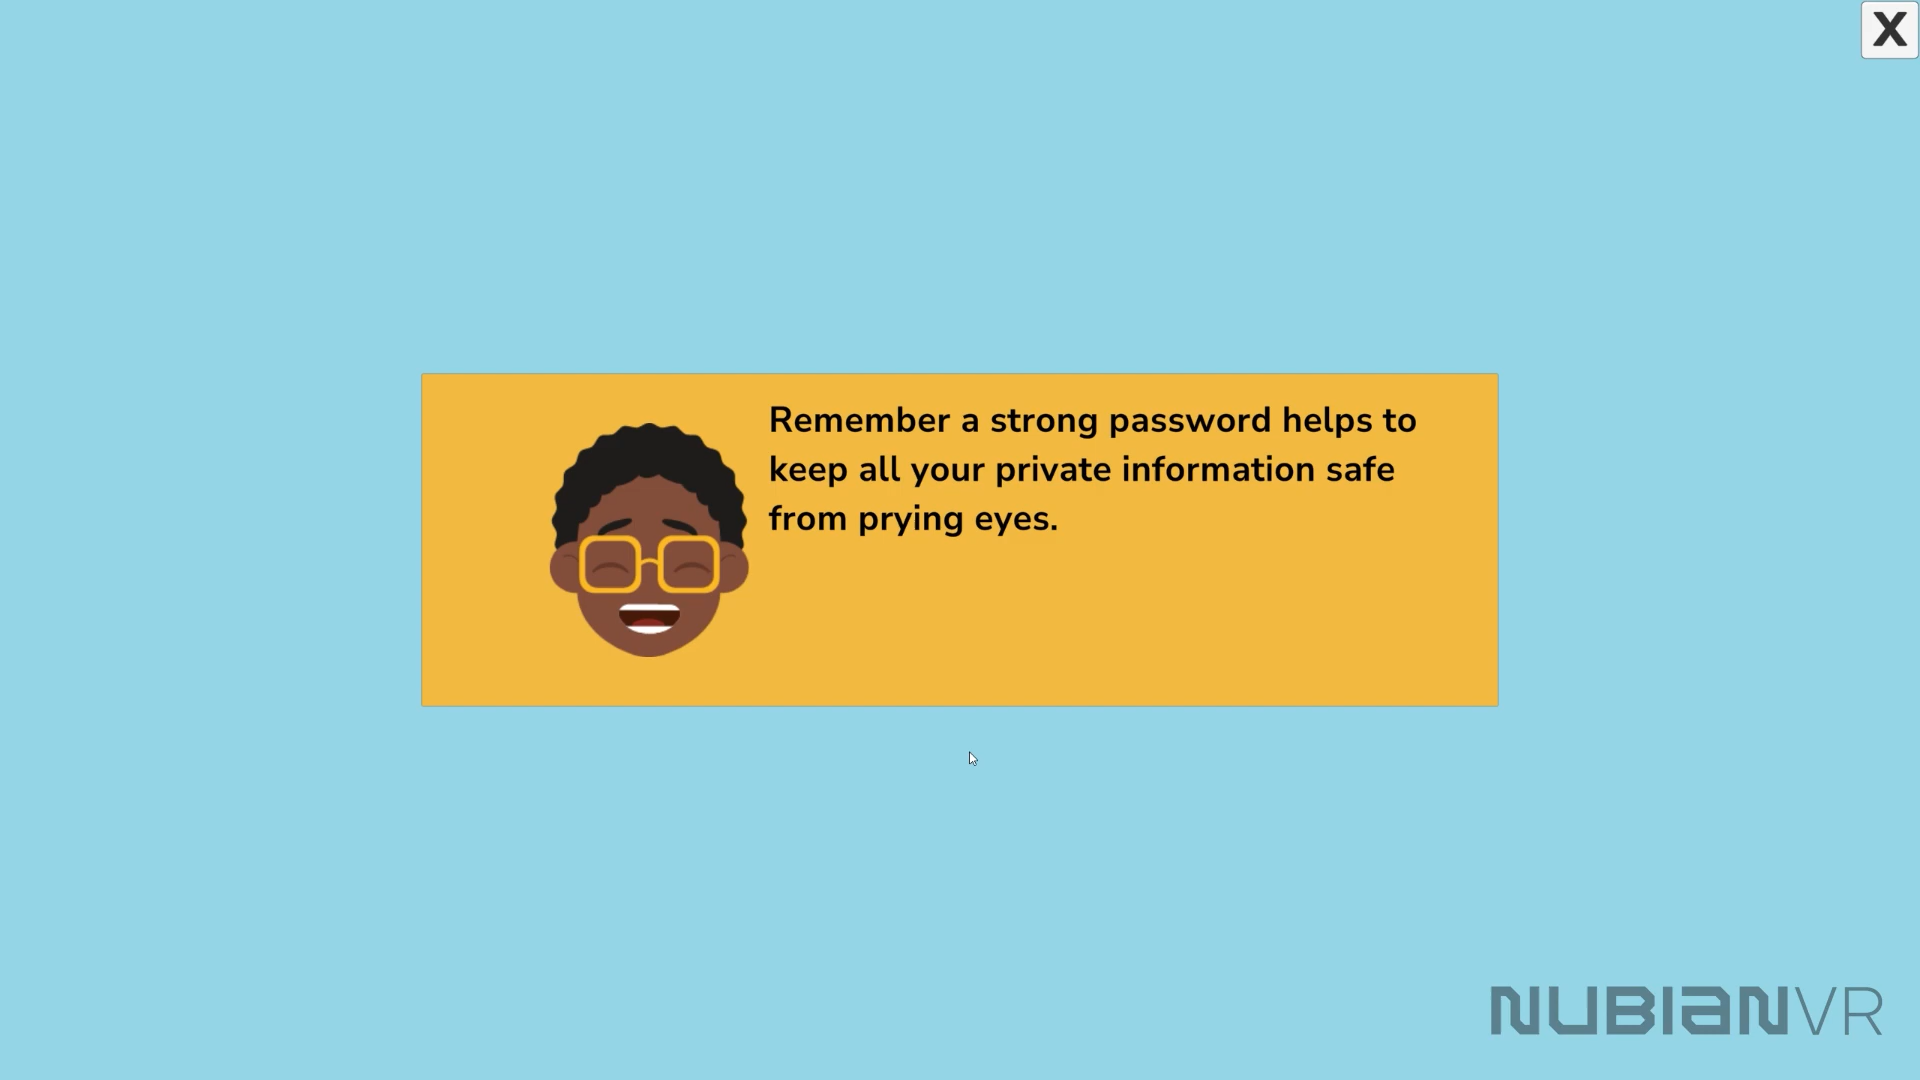 X
Remember a strong password helps to
keep all your private information safe
from prying eyes.
NUBIANVR